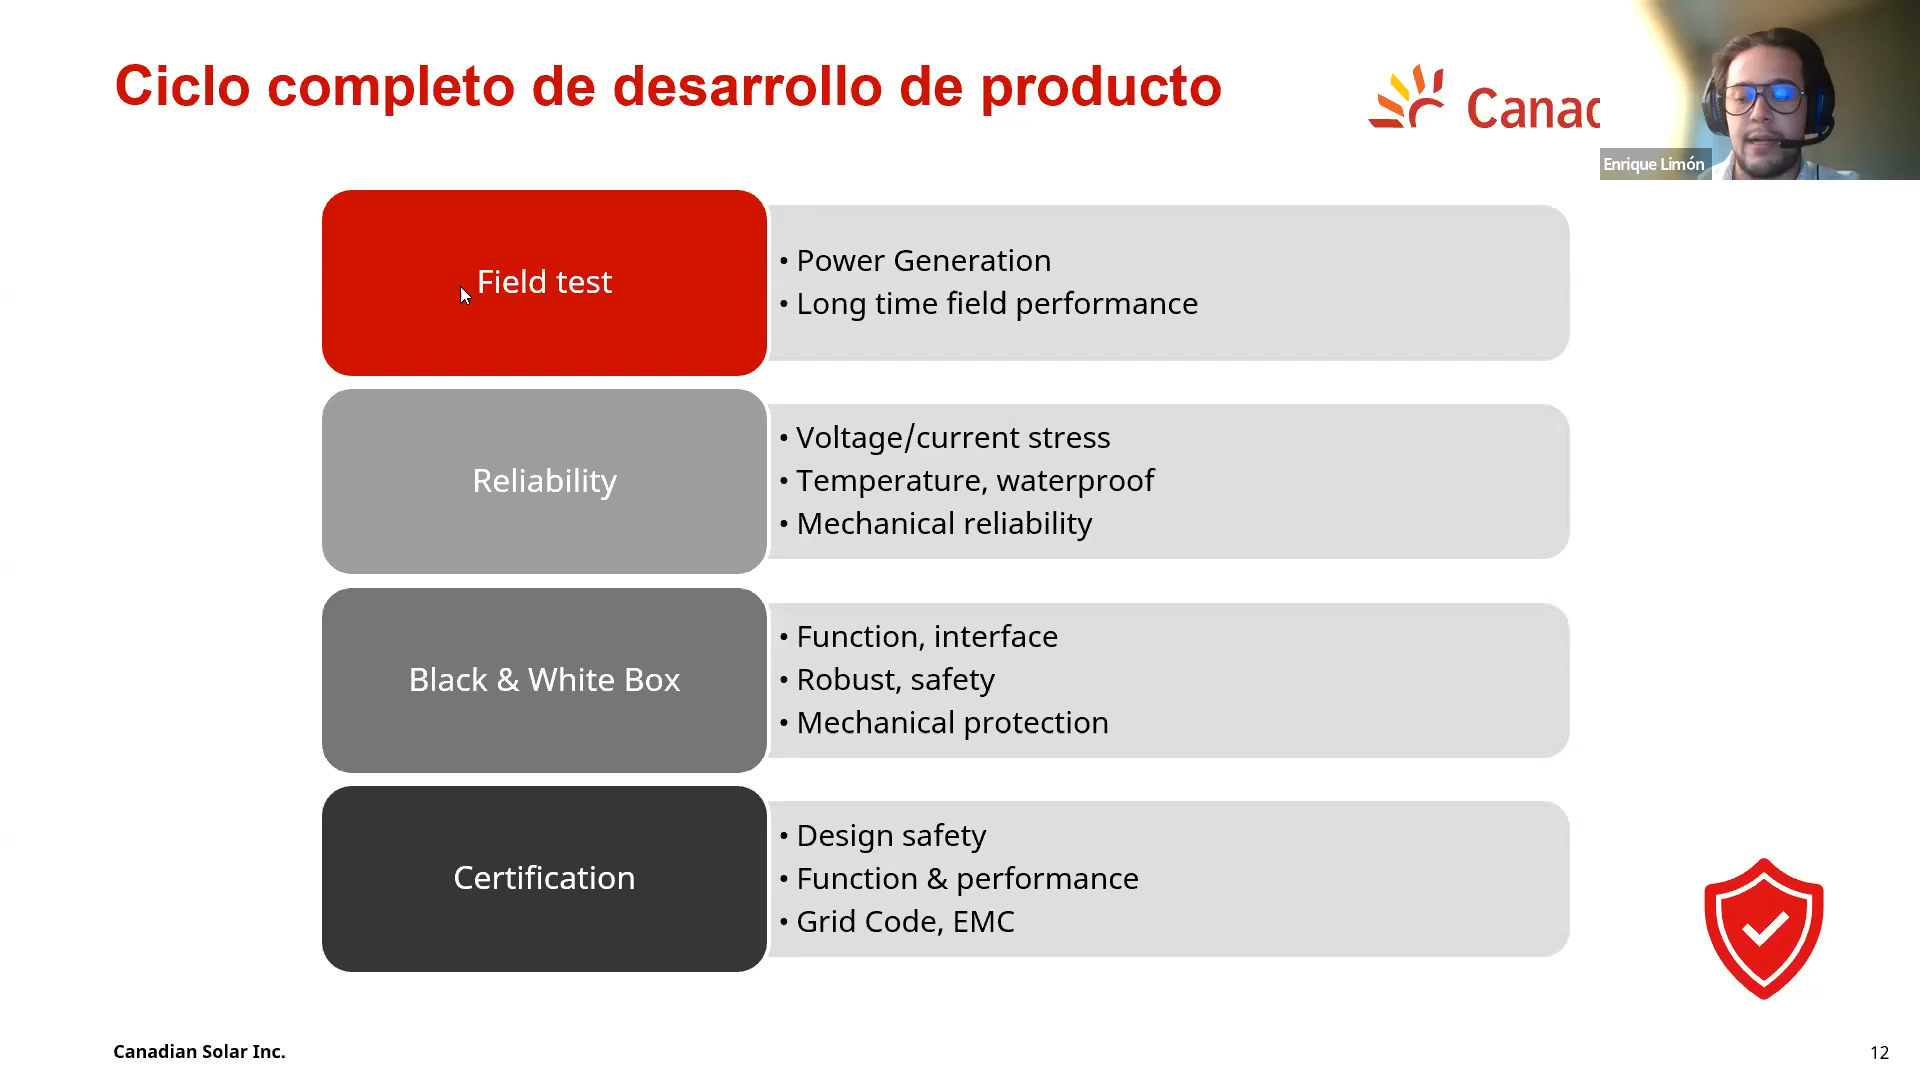 Ciclo completo de desarrollo de producto
Canad
Enrique Limón
Field test
• Power Generation
• Long time field performance
Reliability
• Voltage/current stress
• Temperature, waterproof
• Mechanical reliability
Black & White Box
• Function, interface
• Robust, safety
• Mechanical protection
Certification
• Design safety
• Function & performance
• Grid Code, EMC
Canadian Solar Inc.
12